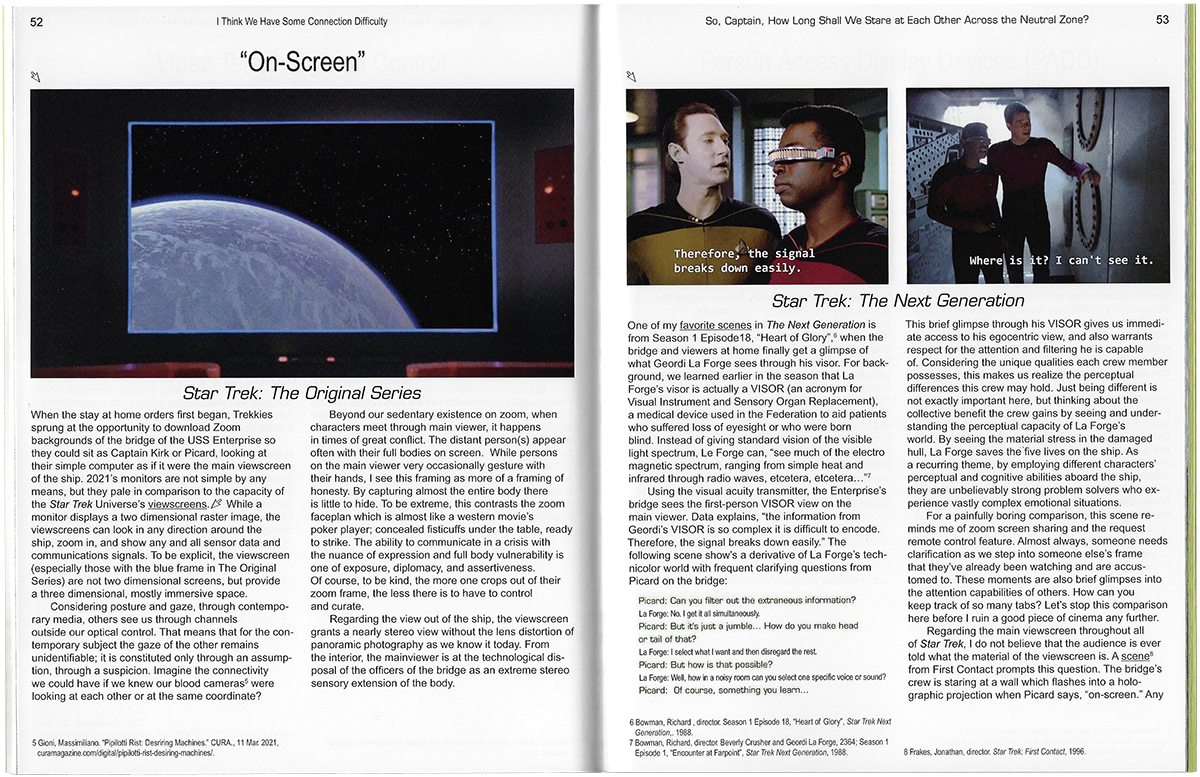 52
I Think We Have Some Connection Difficulty
“On-Screen”
Star Trek: The Original Series
When the stay at home orders first began, Trekkies
sprung at the opportunity to download Zoom
backgrounds of the bridge of the USS Enterprise so
they could sit as Captain Kirk or Picard, looking at
their simple computer as if it were the main viewscreen
of the ship. 2021’s monitors are not simple by any
means, but they pale in comparison to the capacity of
the Star Trek Universe’s viewscreens. While a
monitor displays a two dimensional raster image, the
viewscreens can look in any direction around the
ship, zoom in, and show any and all sensor data and
communications signals. To be explicit, the viewscreen
(especially those with the blue frame in The Original
Series) are not two dimensional screens, but provide
a three dimensional, mostly immersive space.
Considering posture and gaze, through contempo-
rary media, others see us through channels
outside our optical control. That means that for the con-
temporary subject the gaze of the other remains
unidentifiable; it is constituted only through an assump-
tion, through a suspicion. Imagine the connectivity
we could have if we knew our blood cameras5 were
looking at each other or at the same coordinate?
Beyond our sedentary existence on zoom, when
characters meet through main viewer, it happens
in times of great conflict. The distant person(s) appear
often with their full bodies on screen. While persons
on the main viewer very occasionally gesture with
their hands, I see this framing as more of a framing of
honesty. By capturing almost the entire body there
is little to hide. To be extreme, this contrasts the zoom
faceplan which is almost like a western movie’s
poker player; concealed fisticuffs under the table, ready
to strike. The ability to communicate in a crisis with
the nuance of expression and full body vulnerability is
one of exposure, diplomacy, and assertiveness.
Of course, to be kind, the more one crops out of their
zoom frame, the less there is to have to control
and curate.
Regarding the view out of the ship, the viewscreen
grants a nearly stereo view without the lens distortion of
panoramic photography as we know it today. From
the interior, the mainviewer is at the technological dis-
posal of the officers of the bridge as an extreme stereo
sensory extension of the body.
5 Gioni, Massimiliano. “Pipilotti Rist: Desriring Machines.” CURA., 11 Mar. 2021,
curamagazine.com/digital/pipilotti-rist-desiring-machines/.
So, Captain, How Long Shall We Stare at Each Other Across the Neutral Zone?
53
Therefore, the signal
breaks down easily.
Where is it? I can't see it.
Star Trek: The Next Generation
One of my favorite scenes in The Next Generation is
from Season 1 Episode18, “Heart of Glory”,6 when the
bridge and viewers at home finally get a glimpse of
what Geordi La Forge sees through his visor. For back-
ground, we learned earlier in the season that La
Forge’s visor is actually a VISOR (an acronym for
Visual Instrument and Sensory Organ Replacement),
a medical device used in the Federation to aid patients
who suffered loss of eyesight or who were born
blind. Instead of giving standard vision of the visible
light spectrum, Le Forge can, “see much of the electro
magnetic spectrum, ranging from simple heat and
infrared through radio waves, etcetera, etcetera…”7
Using the visual acuity transmitter, the Enterprise’s
bridge sees the first-person VISOR view on the
main viewer. Data explains, “the information from
Geordi’s VISOR is so complex it is difficult to encode.
Therefore, the signal breaks down easily.” The
following scene show’s a derivative of La Forge’s tech-
nicolor world with frequent clarifying questions from
Picard on the bridge:
Picard: Can you filter out the extraneous information?
La Forge: No. I get it all simultaneously.
Picard: But it’s just a jumble… How do you make head
or tail of that?
La Forge: I select what I want and then disregard the rest.
Picard: But how is that possible?
La Forge: Well, how in a noisy room can you select one specific voice or sound?
Picard: Of course, something you learn…
6 Bowman, Richard , director. Season 1 Episode 18, “Heart of Glory”, Star Trek Next
Generation,. 1988.
7 Bowman, Richard, director. Beverly Crusher and Geordi La Forge, 2364; Season 1
Episode 1, “Encounter at Farpoint”, Star Trek Next Generation, 1988.
This brief glimpse through his VISOR gives us immedi-
ate access to his egocentric view, and also warrants
respect for the attention and filtering he is capable
of. Considering the unique qualities each crew member
possesses, this makes us realize the perceptual
differences this crew may hold. Just being different is
not exactly important here, but thinking about the
collective benefit the crew gains by seeing and under-
standing the perceptual capacity of La Forge’s
world. By seeing the material stress in the damaged
hull, La Forge saves the five lives on the ship. As
a recurring theme, by employing different characters’
perceptual and cognitive abilities aboard the ship,
they are unbelievably strong problem solvers who ex-
perience vastly complex emotional situations.
For a painfully boring comparison, this scene re-
minds me of zoom screen sharing and the request
remote control feature. Almost always, someone needs
clarification as we step into someone else’s frame
that they’ve already been watching and are accus-
tomed to. These moments are also brief glimpses into
the attention capabilities of others. How can you
keep track of so many tabs? Let’s stop this comparison
here before I ruin a good piece of cinema any further.
Regarding the main viewscreen throughout all
of Star Trek, I do not believe that the audience is ever
told what the material of the viewscreen is. A scene8
from First Contact prompts this question. The bridge’s
crew is staring at a wall which flashes into a holo-
graphic projection when Picard says, “on-screen.” Any
8 Frakes, Jonathan, director. Star Trek: First Contact, 1996.